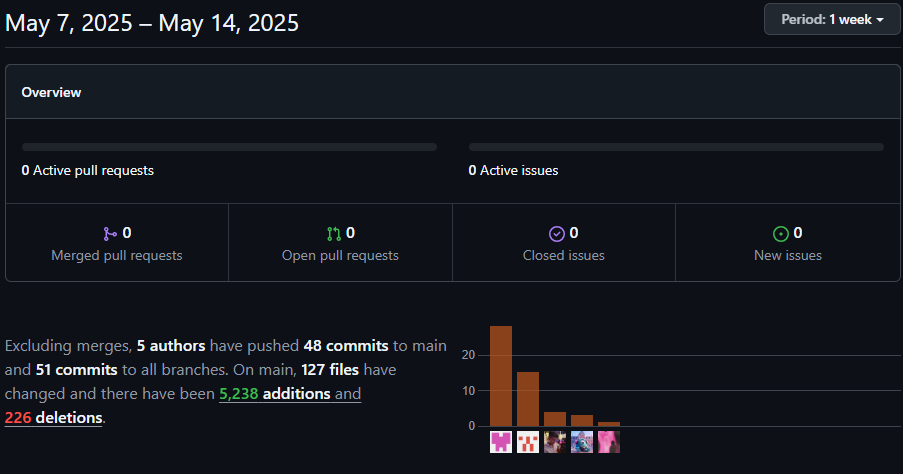 May 7, 2025 – May 14, 2025
Period: 1 week
Overview
0 Active pull requests
0 Active issues
0
Merged pull requests
0
Open pull requests
0
Closed issues
0
New issues
Excluding merges, 5 authors have pushed 48 commits to main
and 51 commits to all branches. On main, 127 files have
changed and there have been 5,238 additions and
226 deletions.
20
10
0